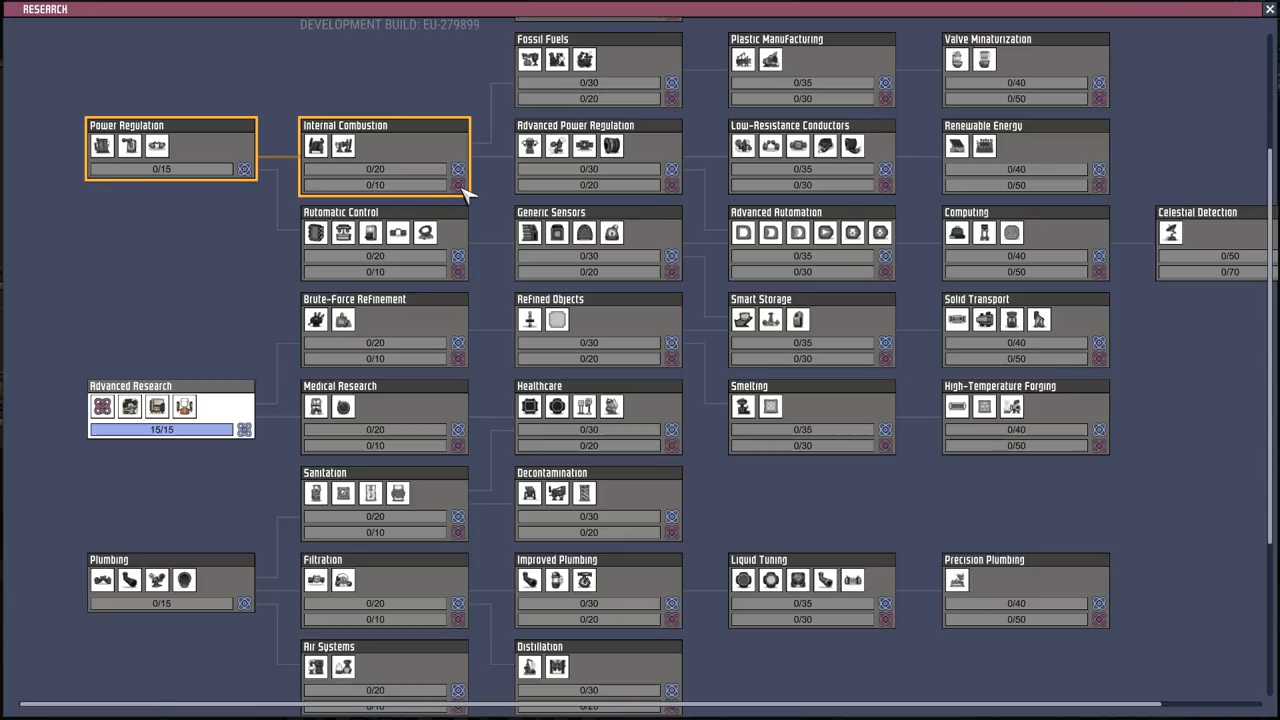 RESEARCH
DEVELOPMENT BUILD: EU-279899
Fossil Fuels
0/30
0/20
Plastic Manufacturing
0/35
0/30
Valve Minaturization
0/40
0/50
Power Regulation
0/15
Internal Combustion
0/20
0/10
Advanced Power Regulation
0/30
0/20
Low-Resistance Conductors
0/35
0/30
Renewable Energy
0/40
0/50
Automatic Control
0/20
0/10
Generic Sensors
0/30
0/20
Advanced Automation
0/35
0/30
Computing
0/40
0/50
Celestial Detection
0/50
0/70
Brute-Force Refinement
0/20
0/10
Refined Objects
0/30
0/20
Smart Storage
0/35
0/30
Solid Transport
0/40
0/50
Advanced Research
15/15
Medical Research
0/20
0/10
Healthcare
0/30
0/20
Smelting
0/35
0/30
High-Temperature Forging
0/40
0/50
Sanitation
0/20
0/10
Decontamination
0/30
0/20
Plumbing
0/15
Filtration
0/20
0/10
Improved Plumbing
0/30
0/20
Liquid Tuning
0/35
0/30
Precision Plumbing
0/40
0/50
Air Systems
0/20
0/10
Distillation
0/30
0/20